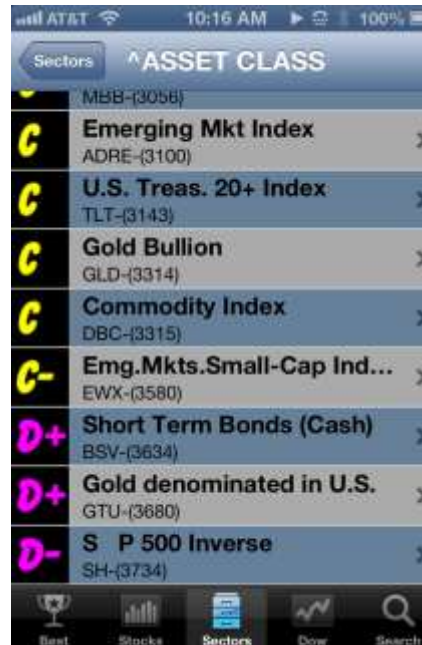 AT&T 10:16 AM 100%
Sectors ^ASSET CLASS
MBB-(3056)
C Emerging Mkt Index
ADRE-(3100)
C U.S. Treas. 20+ Index
TLT-(3143)
C Gold Bullion
GLD-(3314)
C Commodity Index
DBC-(3315)
C- Emg.Mkts.Small-Cap Ind...
EWX-(3580)
D+ Short Term Bonds (Cash)
BSV-(3634)
D+ Gold denominated in U.S.
GTU-(3680)
D- S P 500 Inverse
SH-(3734)
Best Stocks Sectors Dow Search